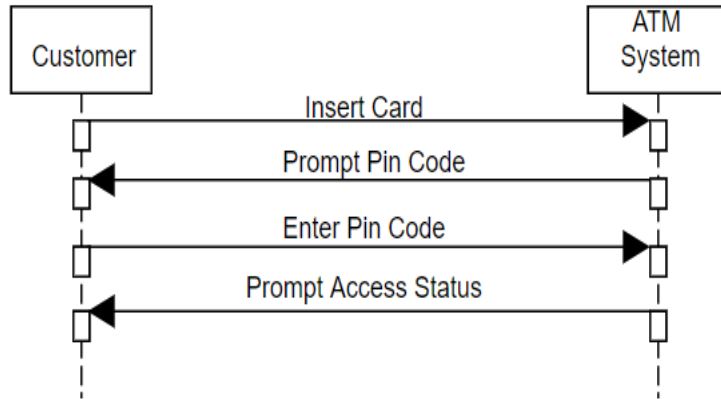 Customer
ATM
System
Insert Card
Prompt Pin Code
Enter Pin Code
Prompt Access Status